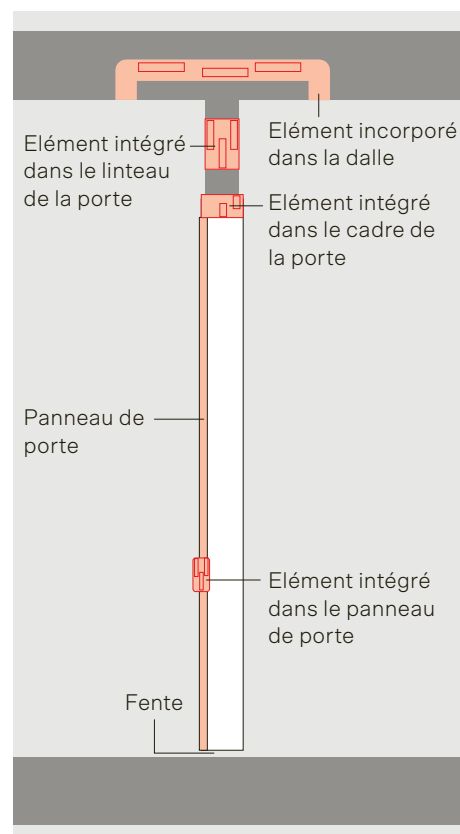 Elément intégré
dans le linteau
de la porte
Elément incorporé
dans la dalle
Elément intégré
dans le cadre de
la porte
Panneau de
porte
Elément intégré
dans le panneau
de porte
Fente